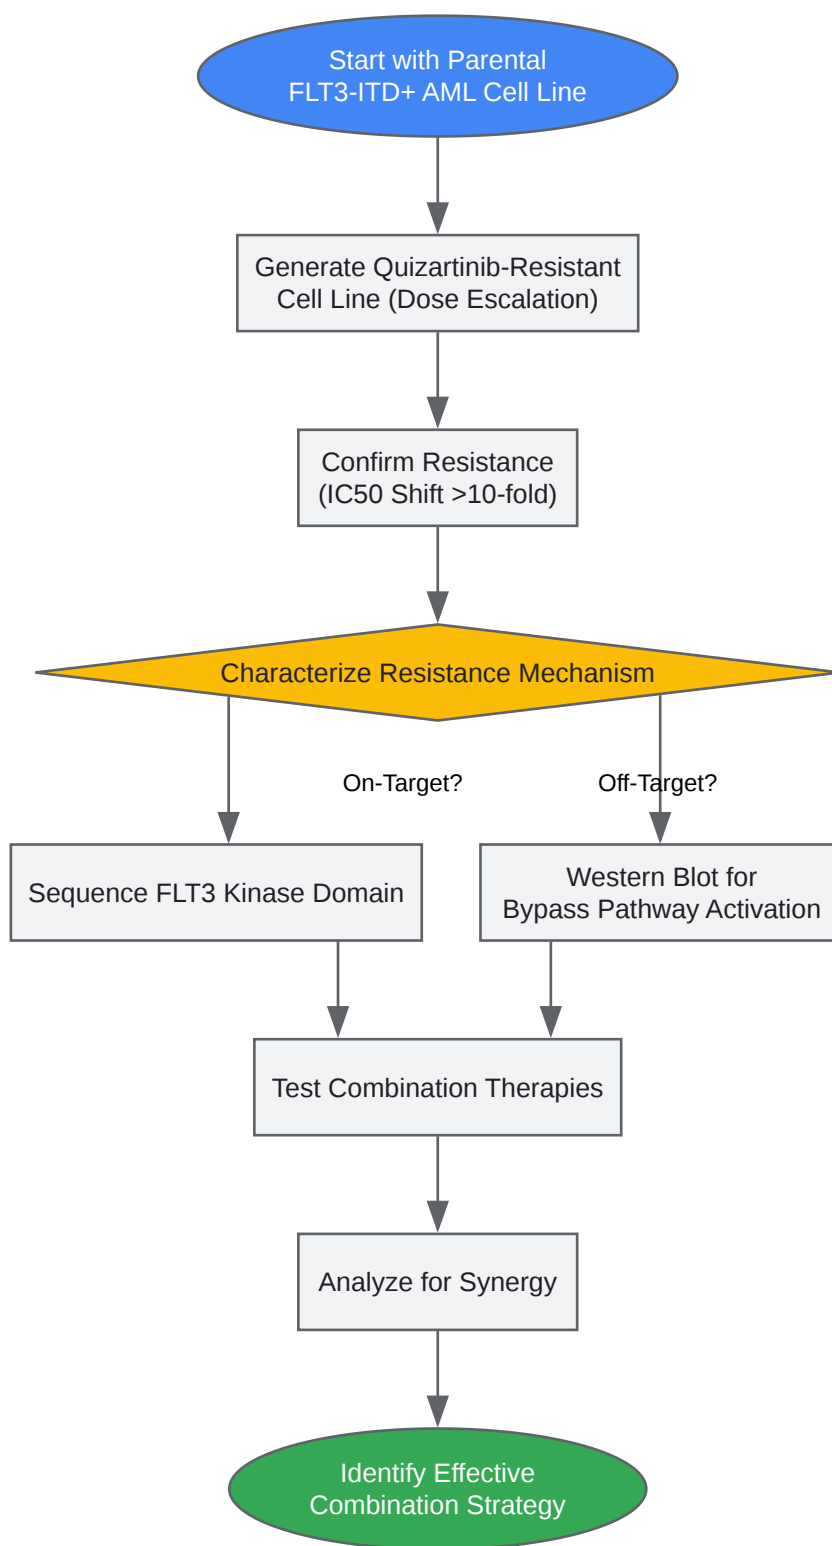 Start with Parental
FLT3-ITD+ AML Cell Line
Generate Quizartinib-Resistant
Cell Line (Dose Escalation)
Confirm Resistance
(IC50 Shift >10-fold)
Characterize Resistance Mechanism
On-Target?
Off-Target?
Sequence FLT3 Kinase Domain
Western Blot for
Bypass Pathway Activation
Test Combination Therapies
Analyze for Synergy
Identify Effective
Combination Strategy